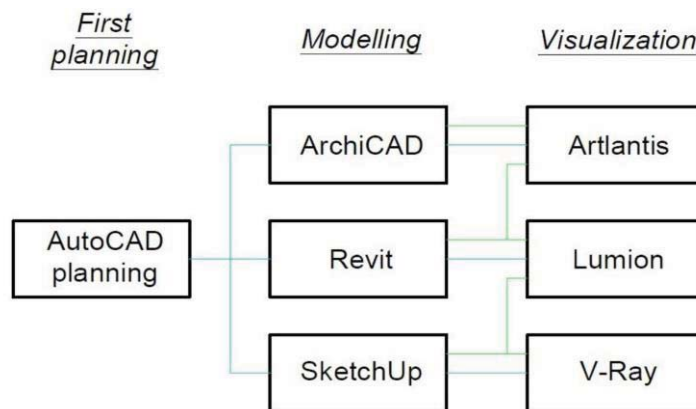 First
planning
Modelling
Visualization
ArchiCAD
Artlantis
AutoCAD
planning
Revit
Lumion
SketchUp
V-Ray